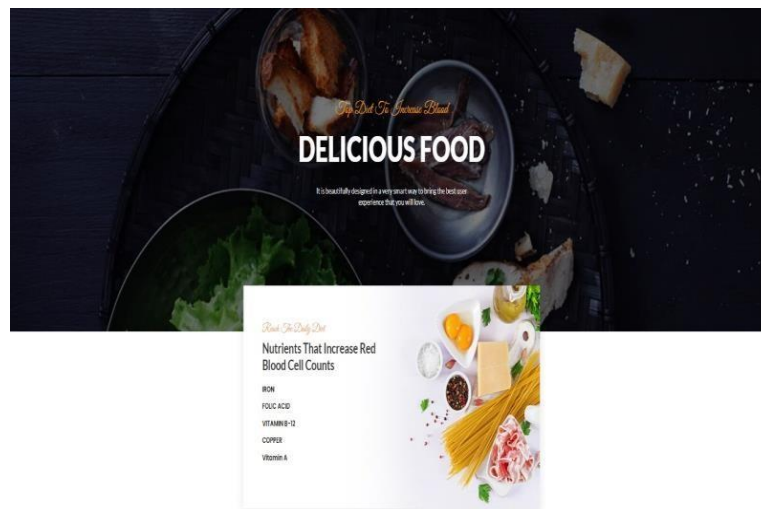 Top Diet To Increase Blood
DELICIOUS FOOD
It is beautifully designed in a very smart way to bring the best user
experience that you will love.
Reach The Daily Diet
Nutrients That Increase Red
Blood Cell Counts
IRON
FOLIC ACID
VITAMIN B-12
COPPER
Vitamin A